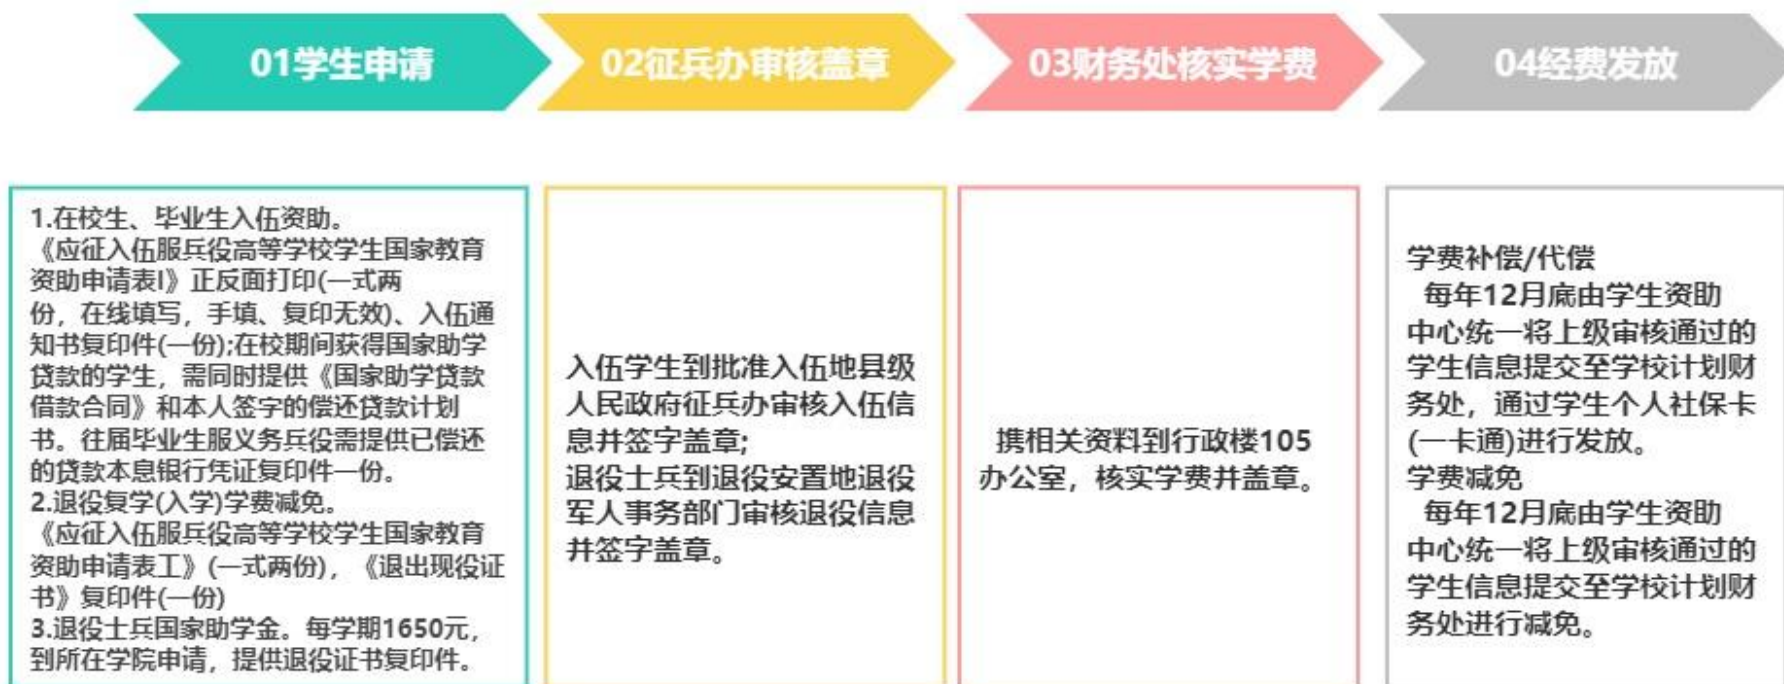 01学生申请
02征兵办审核盖章
03财务处核实学费
04经费发放
1.在校生、毕业生入伍资助。
《应征入伍服兵役高等学校学生国家教育
资助申请表I》正反面打印(一式两
份，在线填写，手填、复印无效)、入伍通
知书复印件(一份);在校期间获得国家助学
贷款的学生，需同时提供《国家助学贷款
借款合同》和本人签字的偿还贷款计划
书。往届毕业生服义务兵役需提供已偿还
的贷款本息银行凭证复印件一份。
2.退役复学(入学)学费减免。
《应征入伍服兵役高等学校学生国家教育
资助申请表工》(一式两份)，《退出现役证
书》复印件(一份)
3.退役士兵国家助学金。每学期1650元，
到所在学院申请，提供退役证书复印件。
入伍学生到批准入伍地县级
人民政府征兵办审核入伍信
息并签字盖章;
退役士兵到退役安置地退役
军人事务部门审核退役信息
并签字盖章。
携相关资料到行政楼105
办公室，核实学费并盖章。
学费补偿/代偿
每年12月底由学生资助
中心统一将上级审核通过的
学生信息提交至学校计划财
务处，通过学生个人社保卡
(一卡通)进行发放。
学费减免
每年12月底由学生资助
中心统一将上级审核通过的
学生信息提交至学校计划财
务处进行减免。